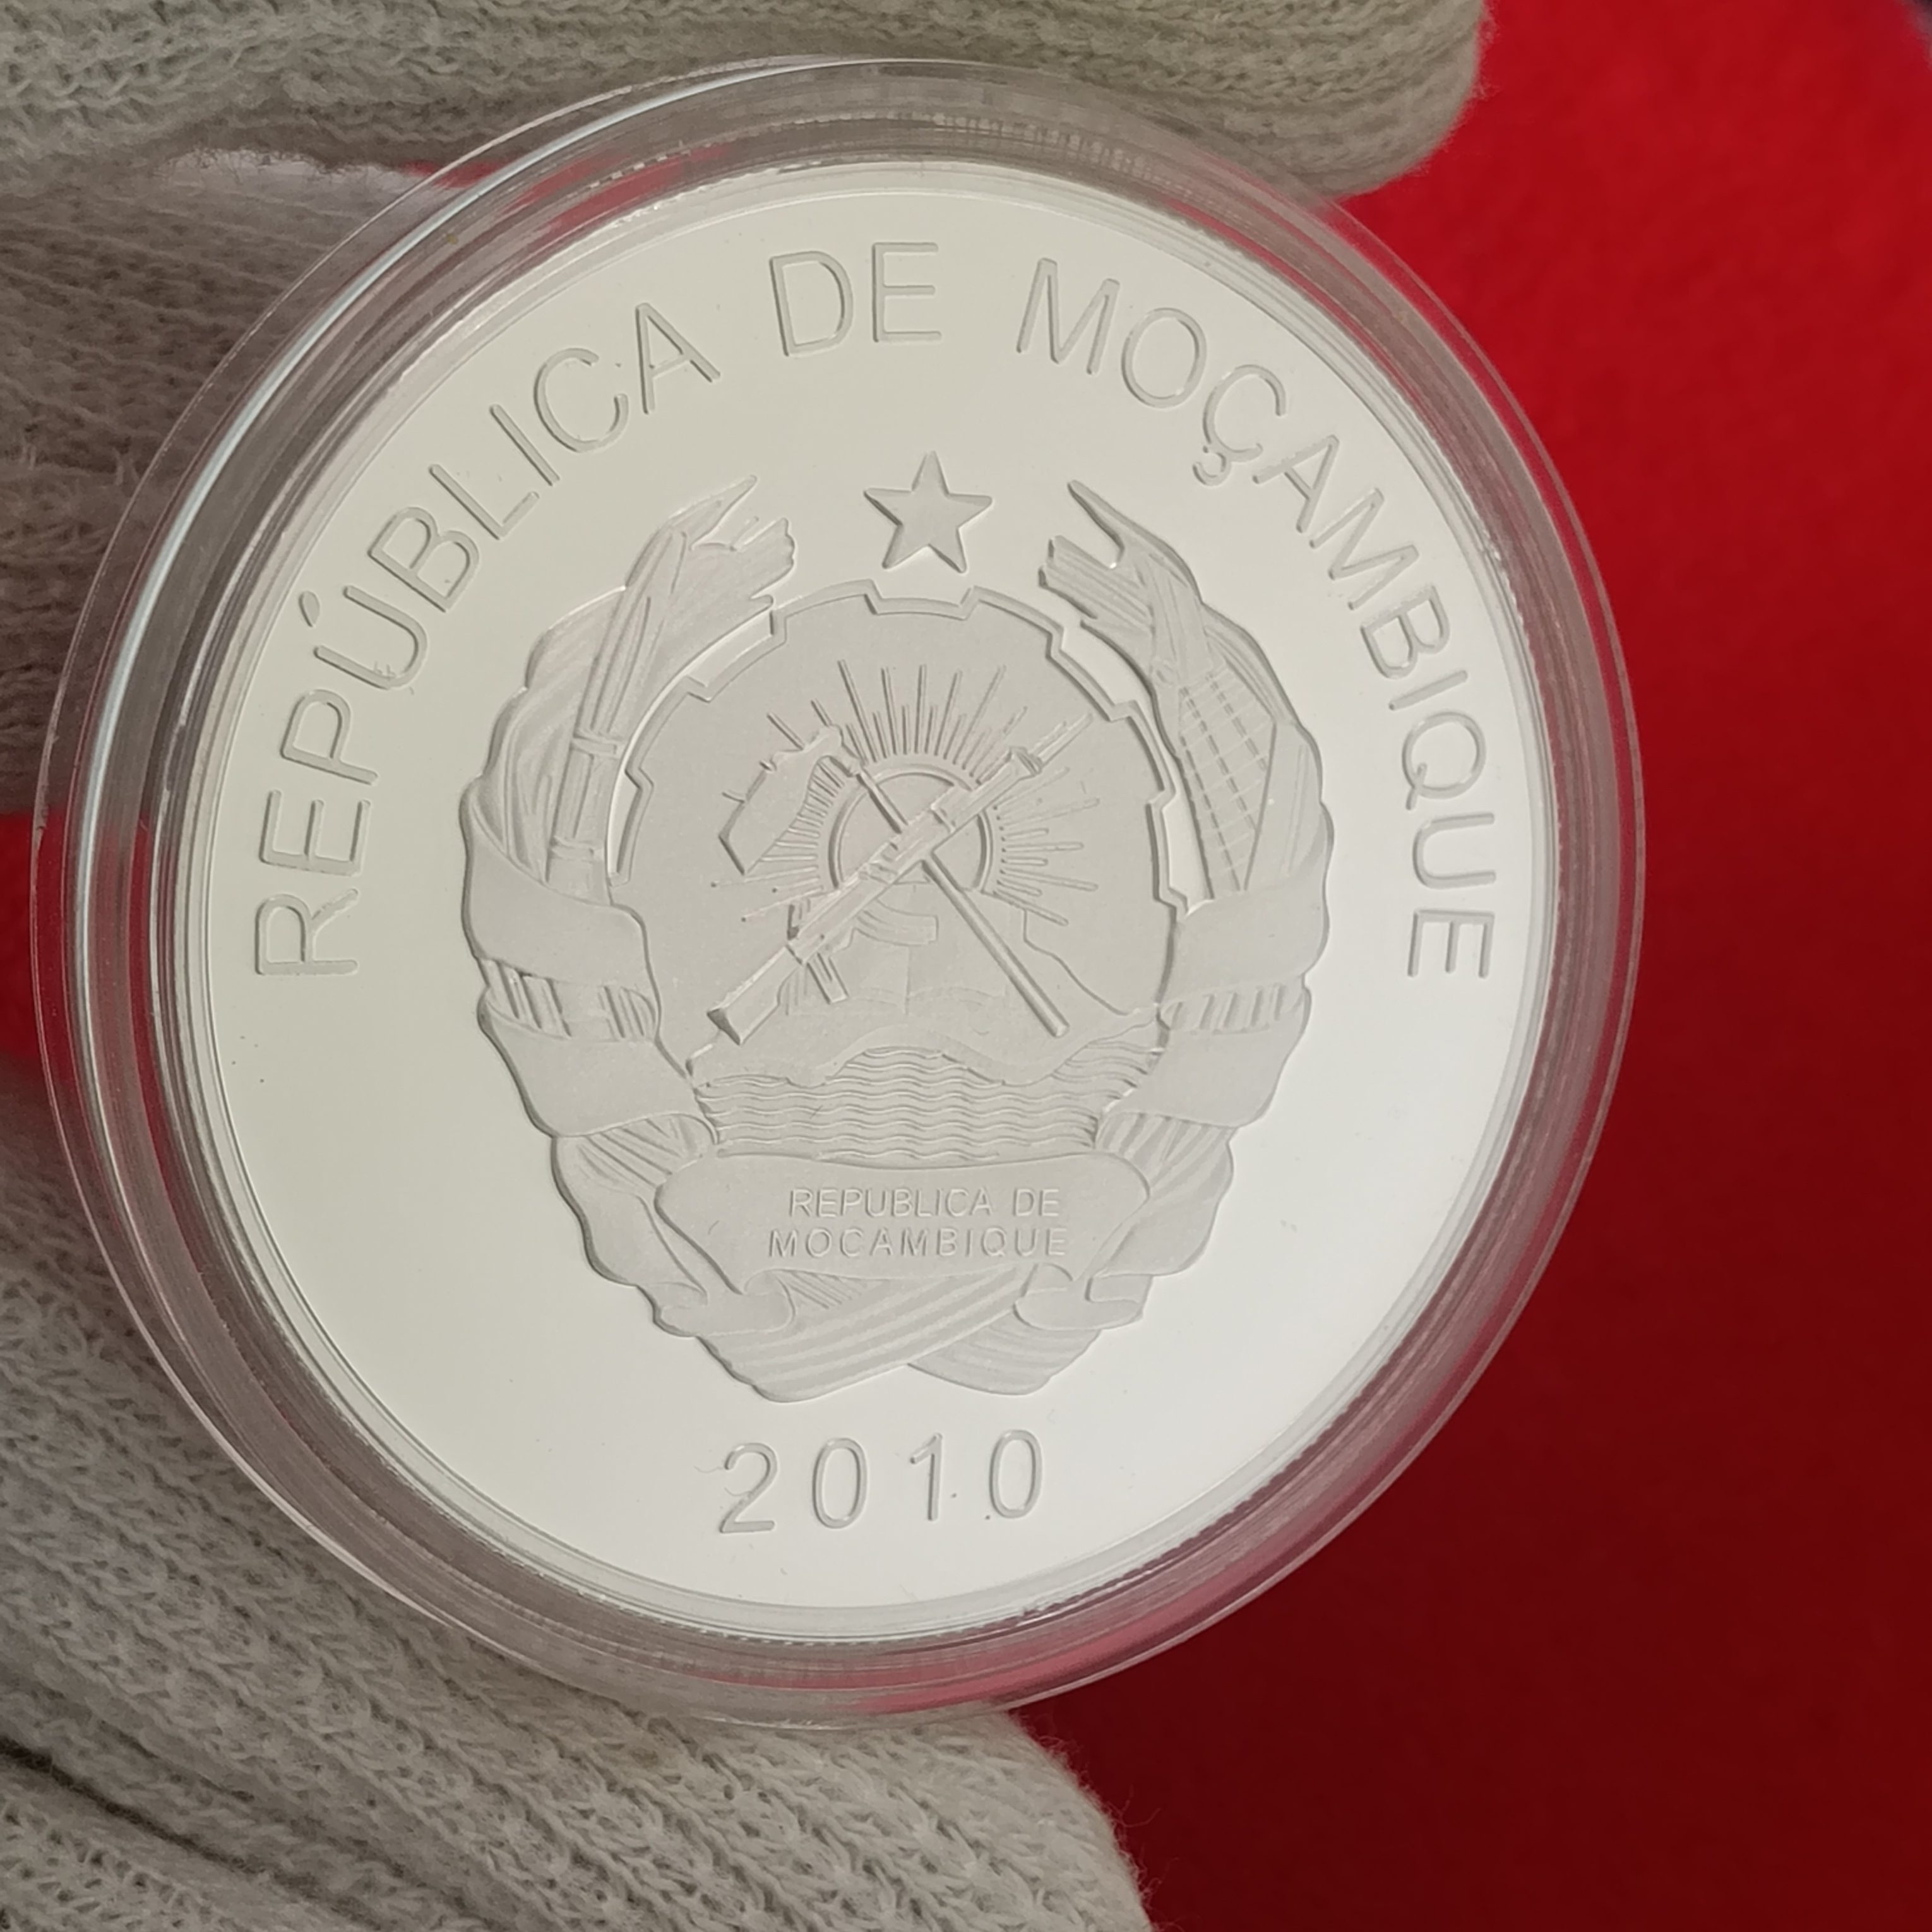 REPÚBLICA DE MOÇAMBIQUE
REPUBLICA DE
MOCAMBIQUE
2010